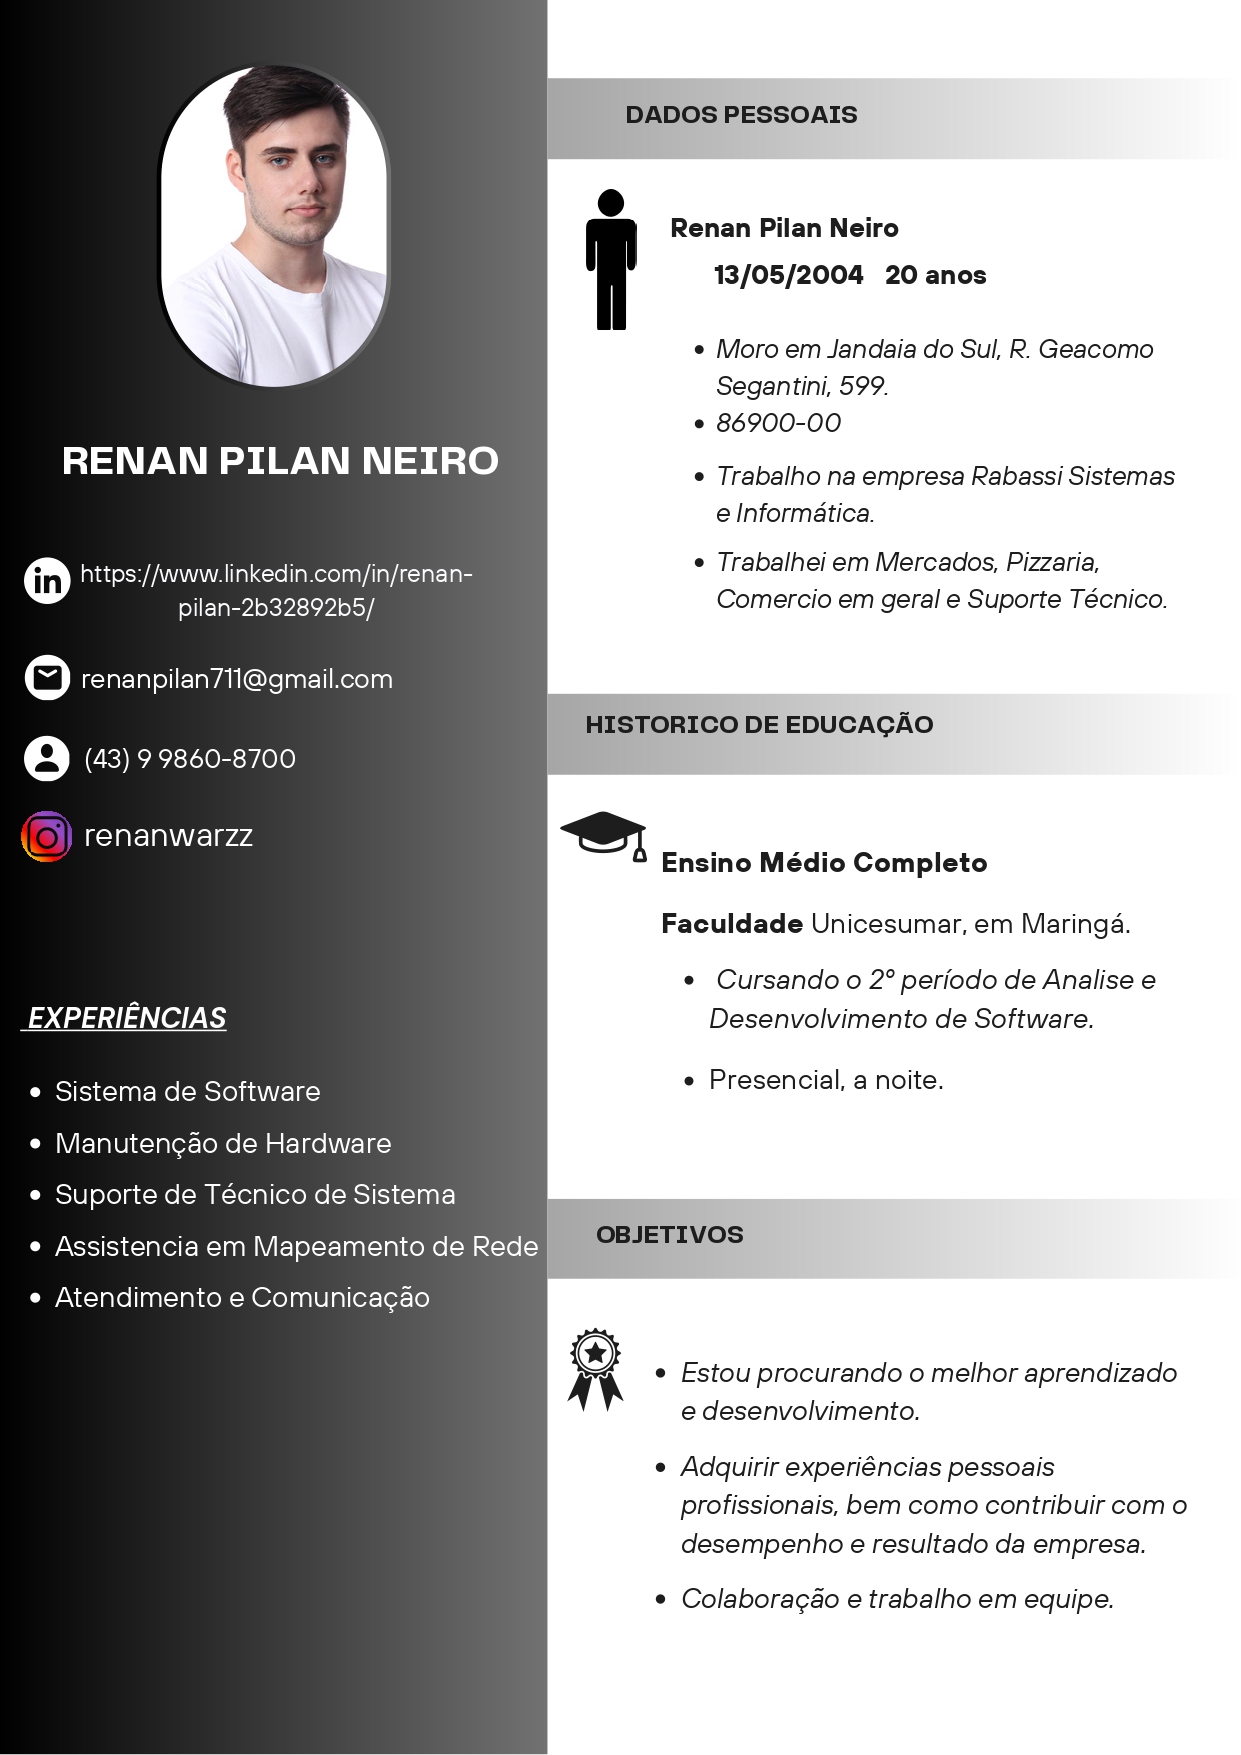 RENAN PILAN NEIRO
https://www.linkedin.com/in/renan-
pilan-2b32892b5/
renanpilan711@gmail.com
(43) 9 9860-8700
renanwarzz
EXPERIÊNCIAS
• Sistema de Software
• Manutenção de Hardware
• Suporte de Técnico de Sistema
• Assistencia em Mapeamento de Rede
• Atendimento e Comunicação
DADOS PESSOAIS
Renan Pilan Neiro
13/05/2004 20 anos
• Moro em Jandaia do Sul, R. Geacomo
Segantini, 599.
• 86900-00
• Trabalho na empresa Rabassi Sistemas
e Informática.
• Trabalhei em Mercados, Pizzaria,
Comercio em geral e Suporte Técnico.
HISTORICO DE EDUCAÇÃO
Ensino Médio Completo
Faculdade Unicesumar, em Maringá.
• Cursando o 2º período de Analise e
Desenvolvimento de Software.
• Presencial, a noite.
OBJETIVOS
• Estou procurando o melhor aprendizado
e desenvolvimento.
• Adquirir experiências pessoais
profissionais, bem como contribuir com o
desempenho e resultado da empresa.
• Colaboração e trabalho em equipe.